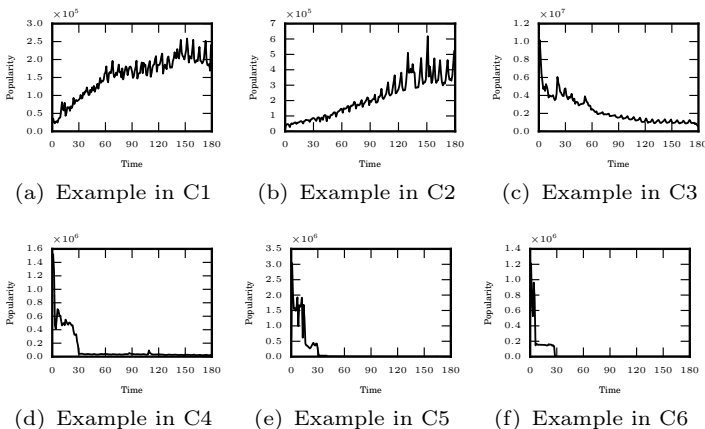 ×10⁵ ×10⁵ ×10⁷
3.0 2.5 2.0 1.5 1.0 0.5 0.0
Popularity
0 30 60 90 120 150 180
Time
7 6 5 4 3 2 1 0
Popularity
0 30 60 90 120 150 180
Time
1.2 1.0 0.8 0.6 0.4 0.2 0.0
Popularity
0 30 60 90 120 150 180
Time
(a) Example in C1 (b) Example in C2 (c) Example in C3
×10⁶ ×10⁶ ×10⁶
1.6 1.4 1.2 1.0 0.8 0.6 0.4 0.2 0.0
Popularity
0 30 60 90 120 150 180
Time
3.5 3.0 2.5 2.0 1.5 1.0 0.5 0.0
Popularity
0 30 60 90 120 150 180
Time
1.4 1.2 1.0 0.8 0.6 0.4 0.2 0.0
Popularity
0 30 60 90 120 150 180
Time
(d) Example in C4 (e) Example in C5 (f) Example in C6